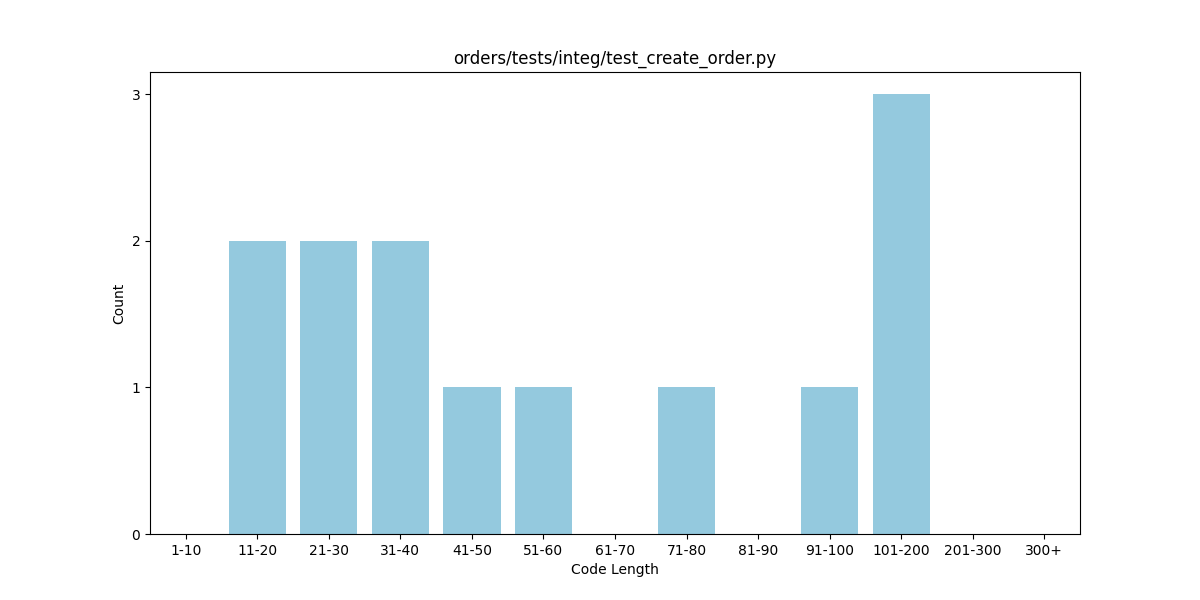 orders/tests/integ/test_create_order.py
3
2
1
0
Count
1-10 11-20 21-30 31-40 41-50 51-60 61-70 71-80 81-90 91-100 101-200 201-300 300+
Code Length